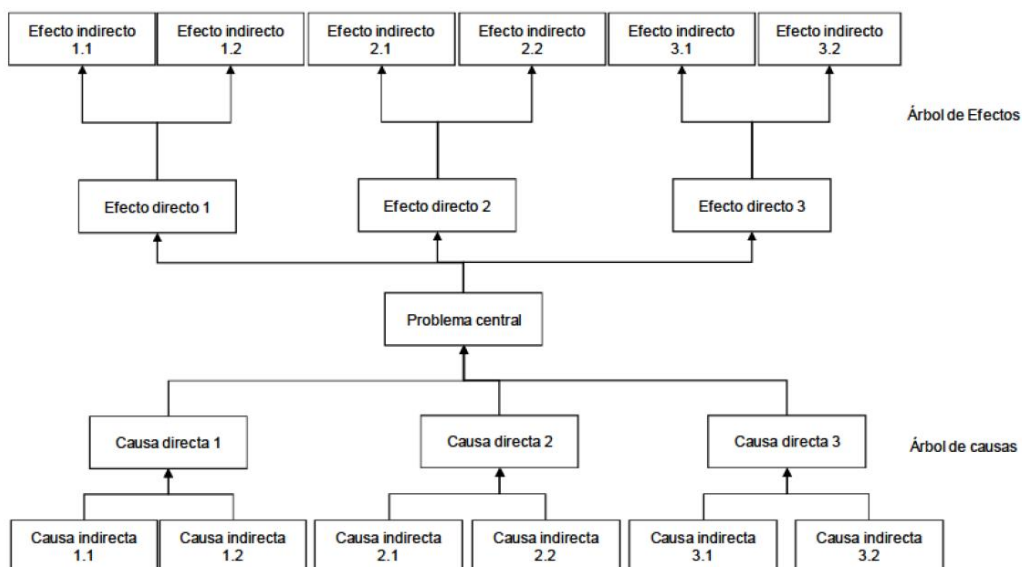 Efecto indirecto
1.1
Efecto indirecto
1.2
Efecto indirecto
2.1
Efecto indirecto
2.2
Efecto indirecto
3.1
Efecto indirecto
3.2
Árbol de Efectos
Efecto directo 1
Efecto directo 2
Efecto directo 3
Problema central
Causa directa 1
Causa directa 2
Causa directa 3
Árbol de causas
Causa indirecta
1.1
Causa indirecta
1.2
Causa indirecta
2.1
Causa indirecta
2.2
Causa indirecta
3.1
Causa indirecta
3.2